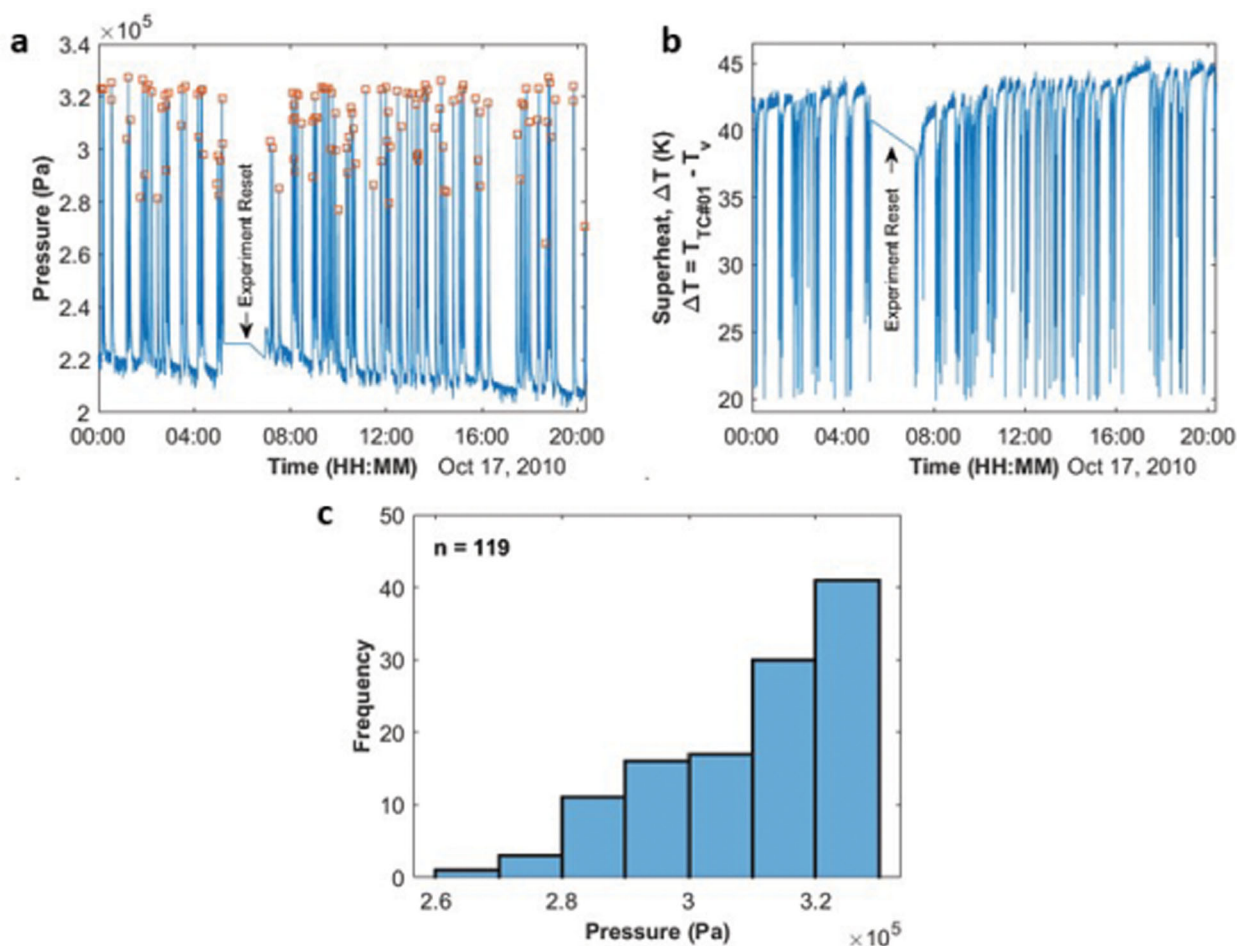 a
×10⁵
3.4
3.2
3
2.8
2.6
2.4
2.2
2
Pressure (Pa)
Experiment Reset
00:00 04:00 08:00 12:00 16:00 20:00
Time (HH:MM) Oct 17, 2010
b
45
40
35
30
25
20
Superheat, ΔT (K)
ΔT = T_TC#01 - T_v
Experiment Reset
00:00 04:00 08:00 12:00 16:00 20:00
Time (HH:MM) Oct 17, 2010
c
50
40
30
20
10
0
Frequency
n = 119
2.6 2.8 3 3.2
Pressure (Pa)
×10⁵